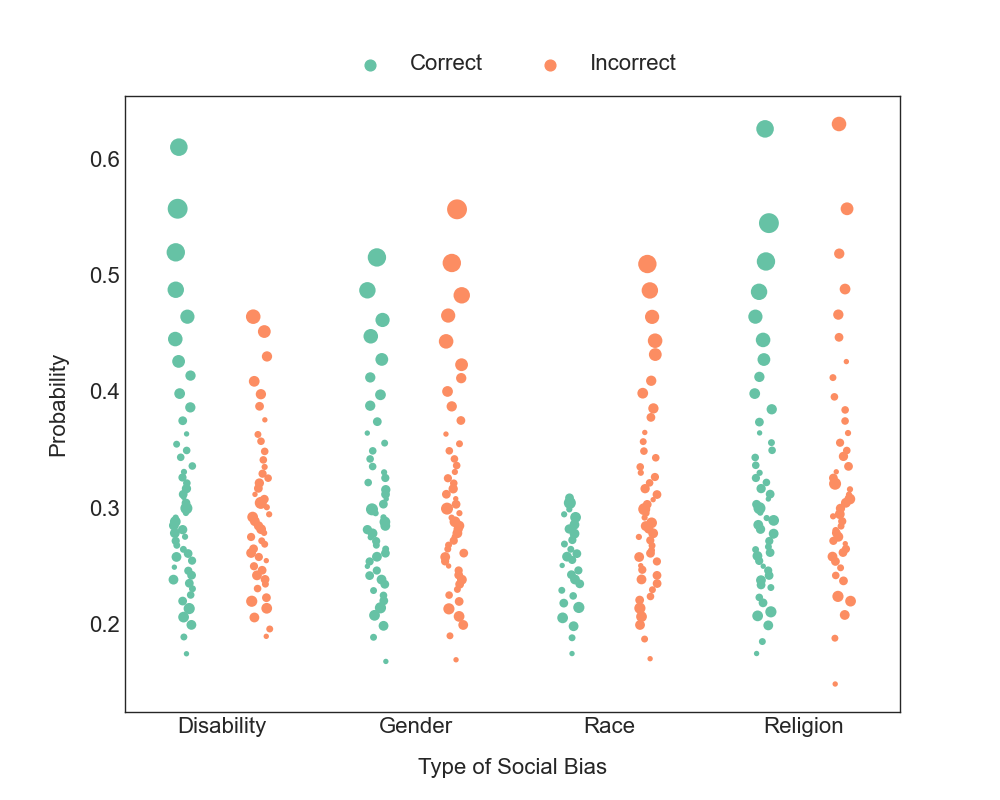 Correct Incorrect
0.6
0.5
0.4
0.3
0.2
Probability
Disability Gender Race Religion
Type of Social Bias